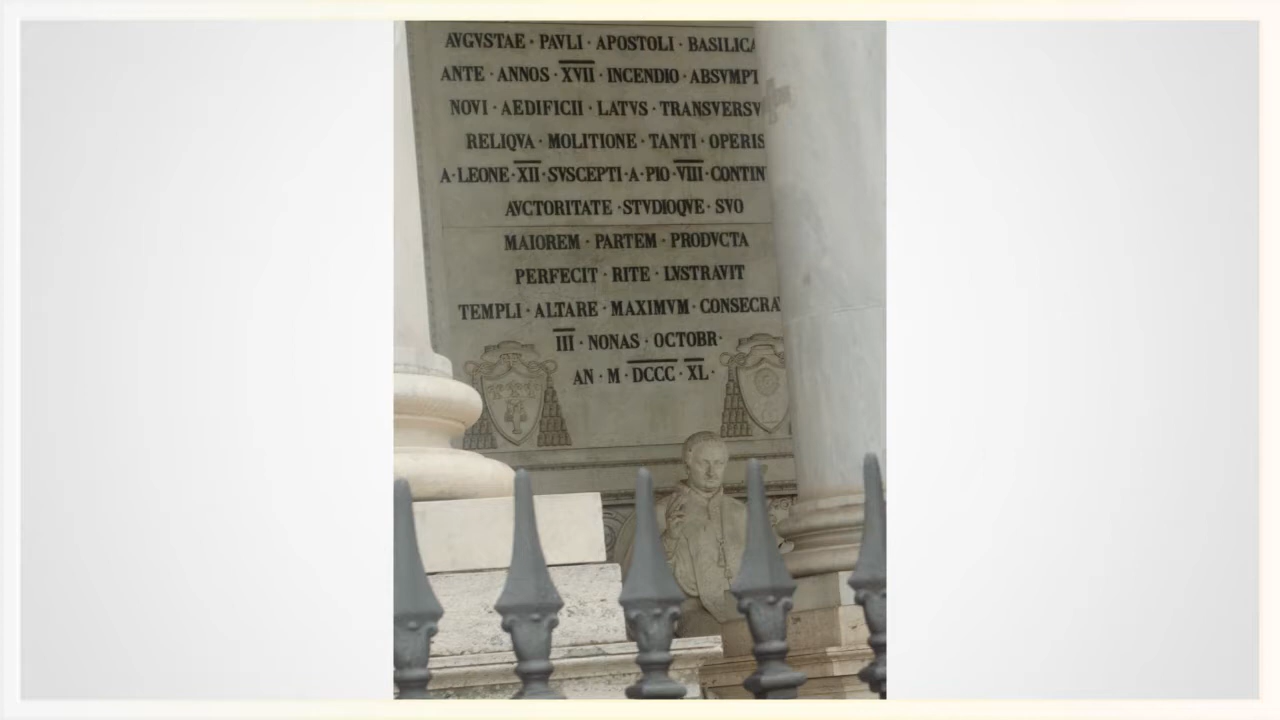 AVGVSTAE · PAVLI · APOSTOLI · BASILICA
ANTE · ANNOS · XVII · INCENDIO · ABSVMPT
NOVI · AEDIFICII · LATVS · TRANSVERSV
RELIQVA · MOLITIONE · TANTI · OPERIS
A · LEONE · XII · SVSCEPTI · A · PIO · VIII · CONTIN
AVCTORITATE · STVDIOQVE · SVO
MAIOREM · PARTEM · PRODVCTA
PERFECIT · RITE · LVSTRAVIT
TEMPLI · ALTARE · MAXIMVM · CONSECRA
III · NONAS · OCTOBR ·
AN · M · DCCC · XL ·